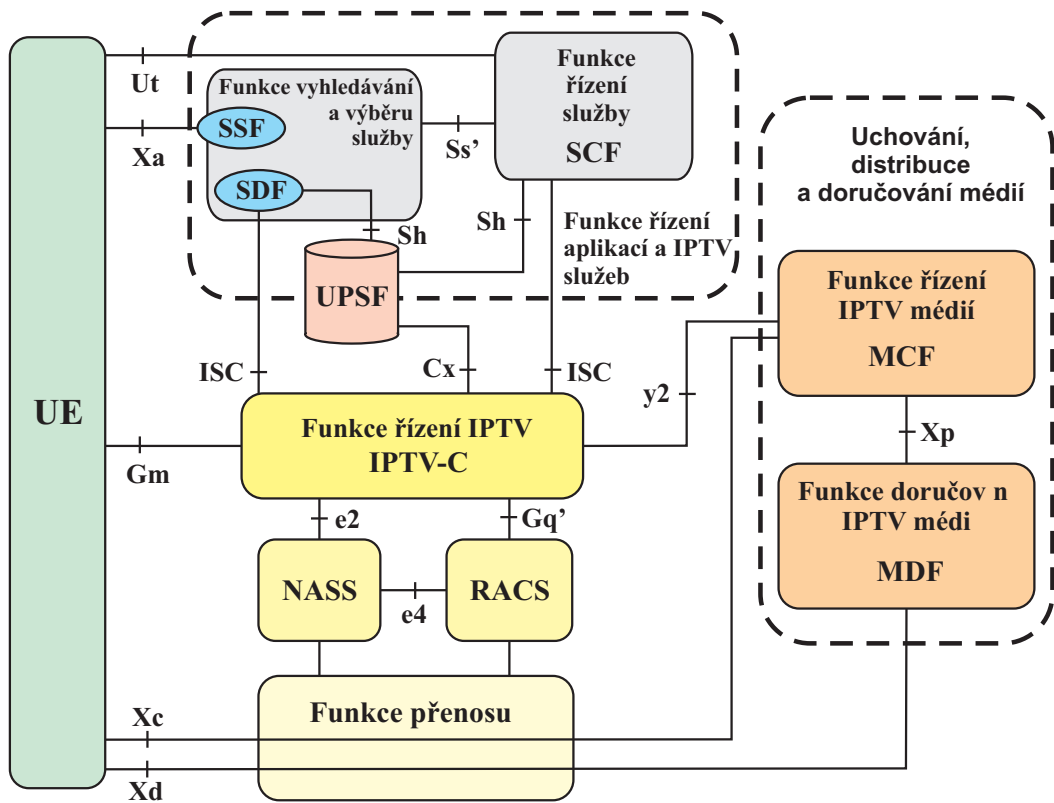 Ut
Xa
Funkce vyhledávání
a výběru
služby
SSF
SDF
Ss’
Funkce
řízení
služby
SCF
Sh
Sh
Funkce řízení
aplikací a IPTV
služeb
UPSF
Uchování,
distribuce
a doručování médií
Funkce řízení
IPTV médií
MCF
ISC
Cx
ISC
y2
UE
Gm
Funkce řízení IPTV
IPTV-C
Xp
Funkce doručov n
IPTV médi
MDF
e2
Gq’
NASS
e4
RACS
Xc
Funkce přenosu
Xd